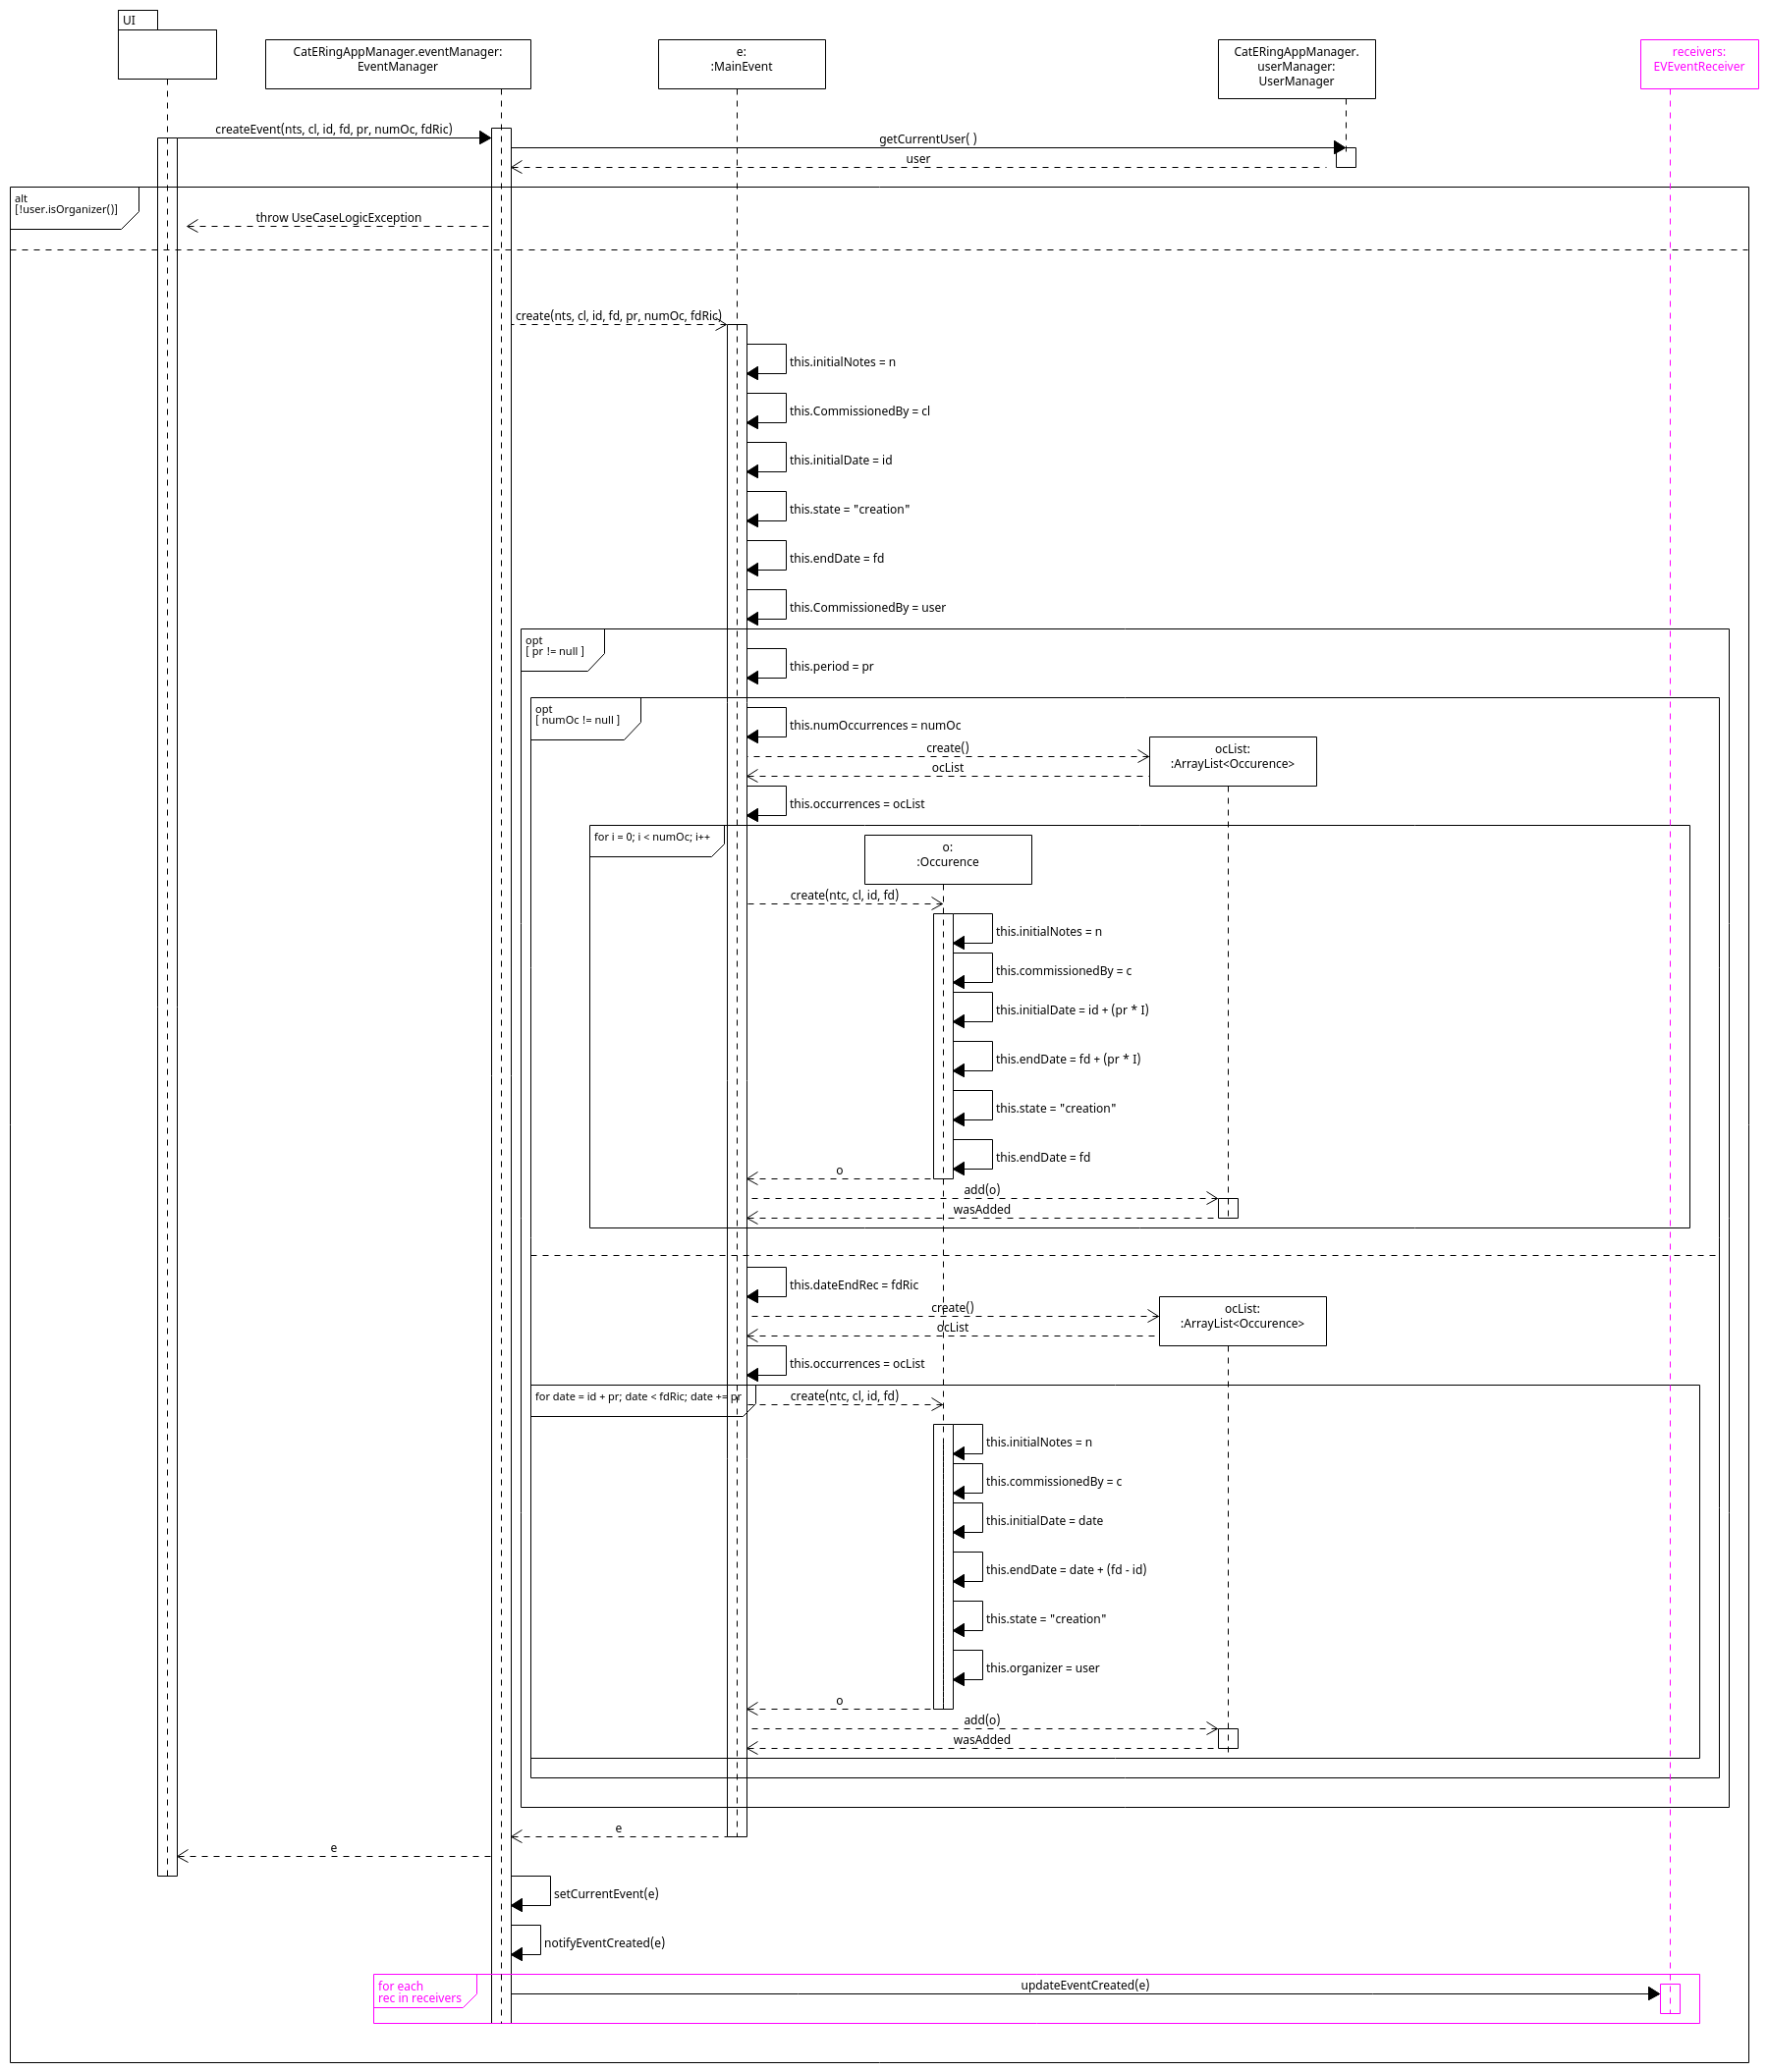 UI
CatERingAppManager.eventManager:
EventManager
e:
:MainEvent
CatERingAppManager.
userManager:
UserManager
receivers:
EVEventReceiver
createEvent(nts, cl, id, fd, pr, numOc, fdRic)
getCurrentUser( )
user
alt
[!user.isOrganizer()]
throw UseCaseLogicException
create(nts, cl, id, fd, pr, numOc, fdRic)
this.initialNotes = n
this.CommissionedBy = cl
this.initialDate = id
this.state = "creation"
this.endDate = fd
this.CommissionedBy = user
opt
[ pr != null ]
this.period = pr
opt
[ numOc != null ]
this.numOccurrences = numOc
create()
ocList:
:ArrayList<Occurence>
ocList
this.occurrences = ocList
for i = 0; i < numOc; i++
o:
:Occurence
create(ntc, cl, id, fd)
this.initialNotes = n
this.commissionedBy = c
this.initialDate = id + (pr * I)
this.endDate = fd + (pr * I)
this.state = "creation"
this.endDate = fd
o
add(o)
wasAdded
this.dateEndRec = fdRic
create()
ocList:
:ArrayList<Occurence>
ocList
this.occurrences = ocList
for date = id + pr; date < fdRic; date += pr
create(ntc, cl, id, fd)
this.initialNotes = n
this.commissionedBy = c
this.initialDate = date
this.endDate = date + (fd - id)
this.state = "creation"
this.organizer = user
o
add(o)
wasAdded
e
e
setCurrentEvent(e)
notifyEventCreated(e)
for each
rec in receivers
updateEventCreated(e)